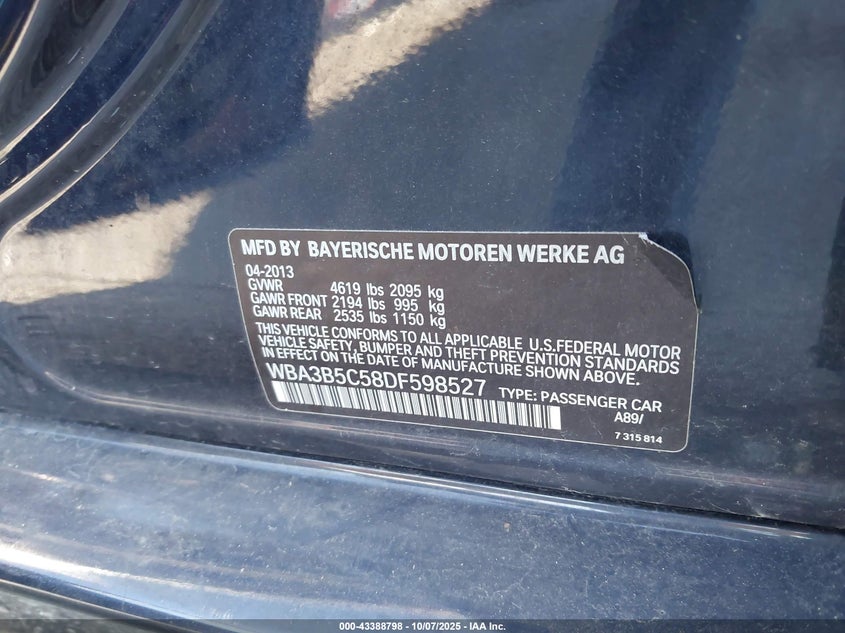 MFD BY BAYERISCHE MOTOREN WERKE AG
04-2013
GVWR 4619 lbs 2095 kg
GAWR FRONT 2194 lbs 995 kg
GAWR REAR 2535 lbs 1150 kg
THIS VEHICLE CONFORMS TO ALL APPLICABLE U.S.FEDERAL MOTOR
VEHICLE SAFETY, BUMPER AND THEFT PREVENTION STANDARDS
IN EFFECT ON THE DATE OF MANUFACTURE SHOWN ABOVE.
WBA3B5C58DF598527 TYPE: PASSENGER CAR
A89/
7 315 814
000-43388798 - 10/07/2025 - IAA Inc.